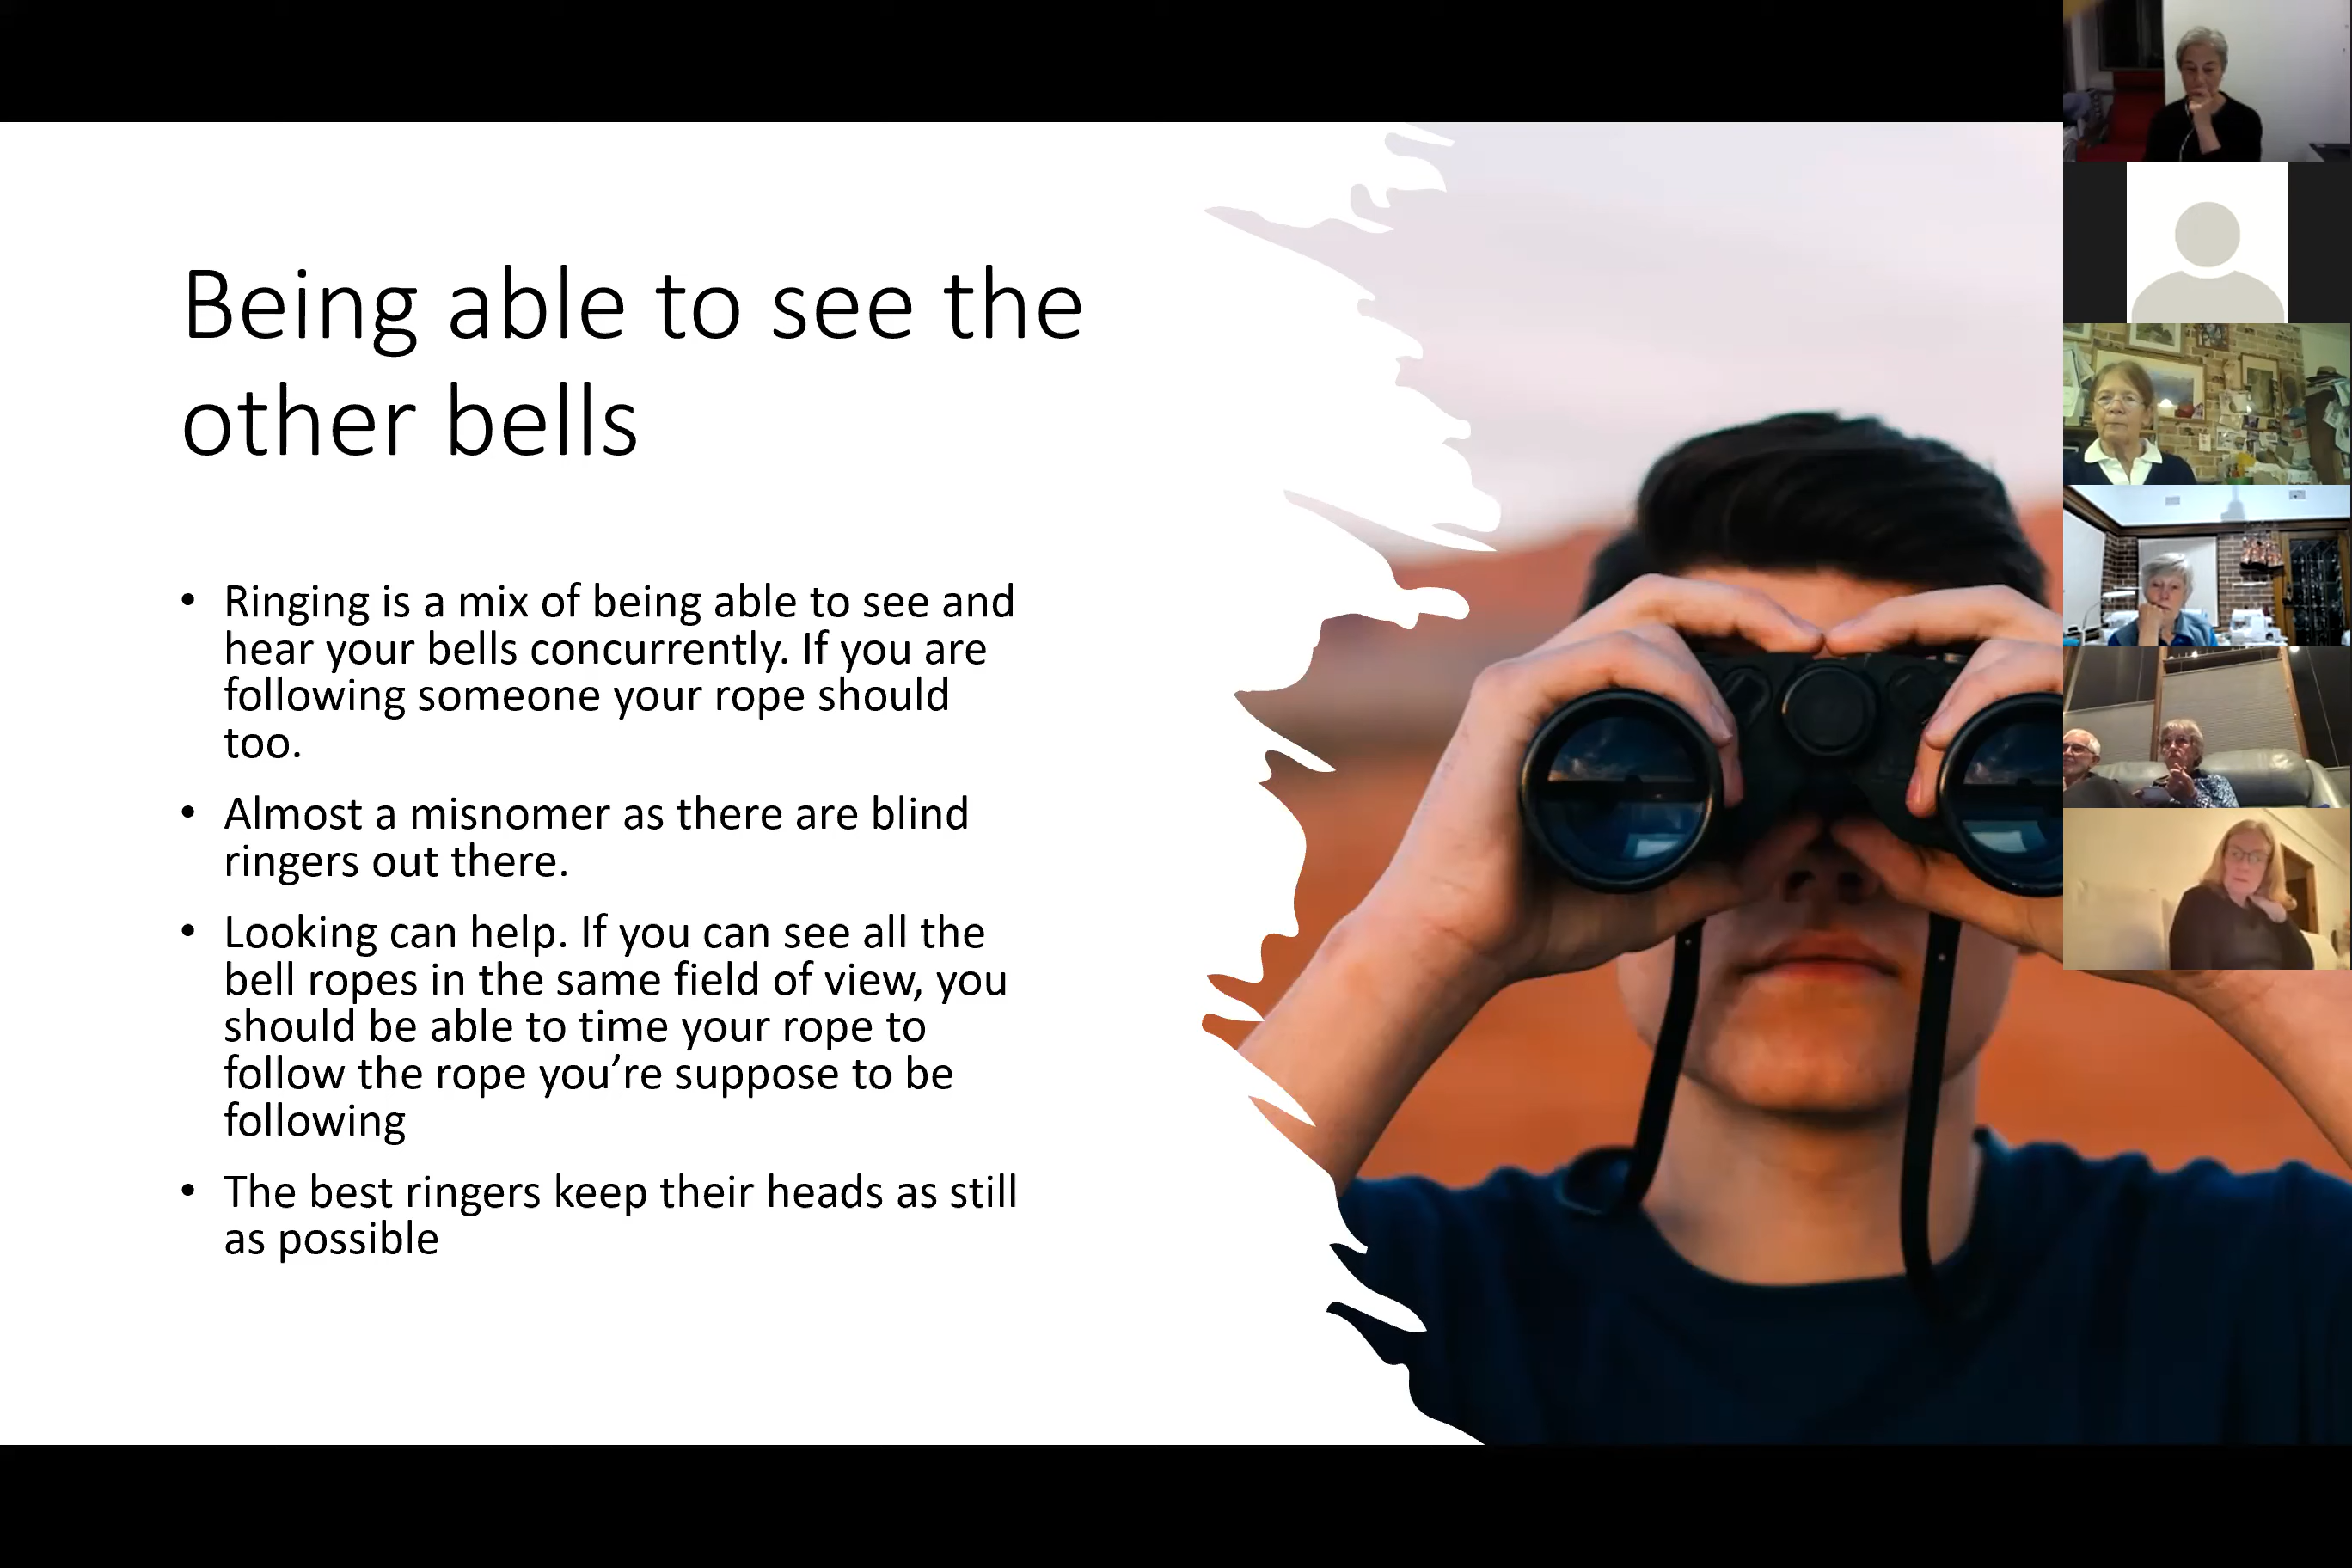 Being able to see the
other bells
• Ringing is a mix of being able to see and
hear your bells concurrently. If you are
following someone your rope should
too.
• Almost a misnomer as there are blind
ringers out there.
• Looking can help. If you can see all the
bell ropes in the same field of view, you
should be able to time your rope to
follow the rope you’re suppose to be
following
• The best ringers keep their heads as still
as possible